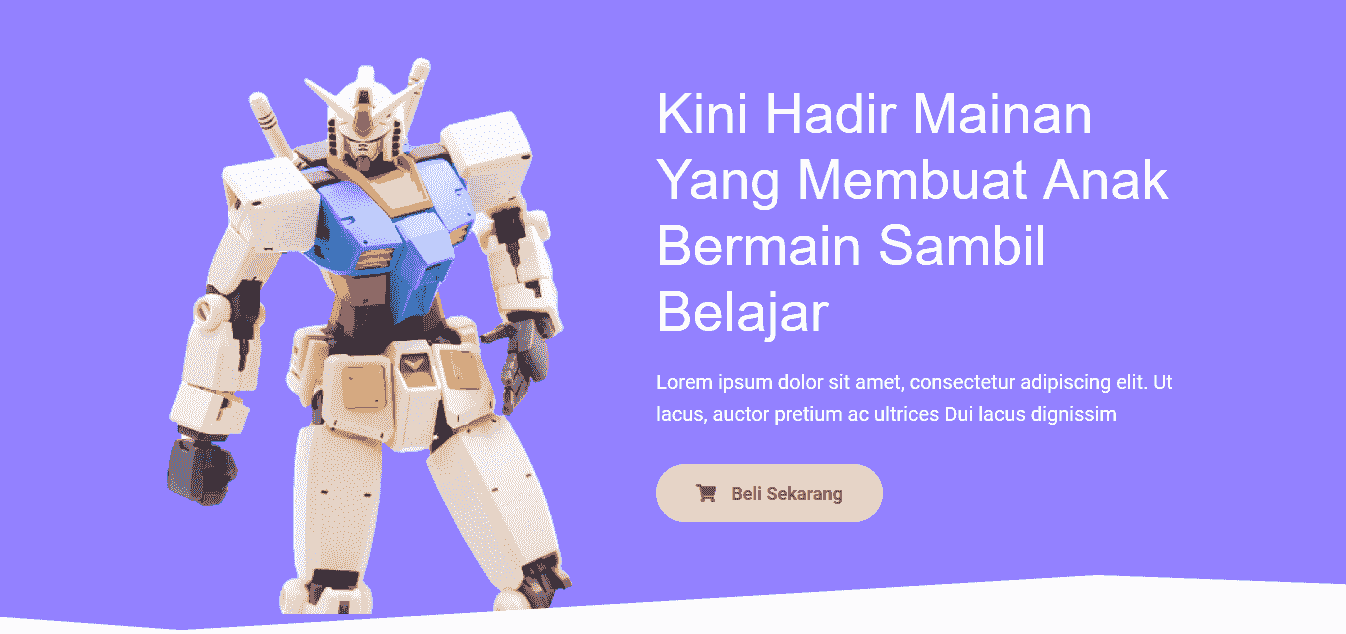 Kini Hadir Mainan
Yang Membuat Anak
Bermain Sambil
Belajar
Lorem ipsum dolor sit amet, consectetur adipiscing elit. Ut
lacus, auctor pretium ac ultrices Dui lacus dignissim
Beli Sekarang